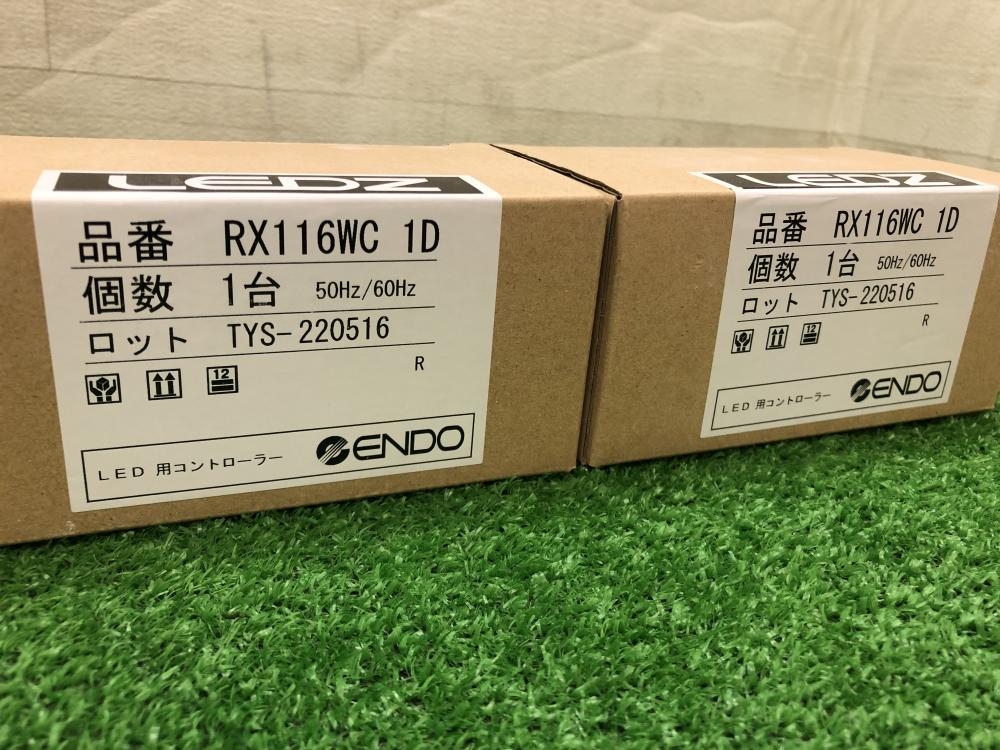 LEDZ
品番 RX116WC 1D
個数 1台 50Hz/60Hz
ロット TYS-220516
R
12
LED 用コントローラー ENDO
LEDZ
品番 RX116WC 1D
個数 1台 50Hz/60Hz
ロット TYS-220516
R
12
LED 用コントローラー ENDO